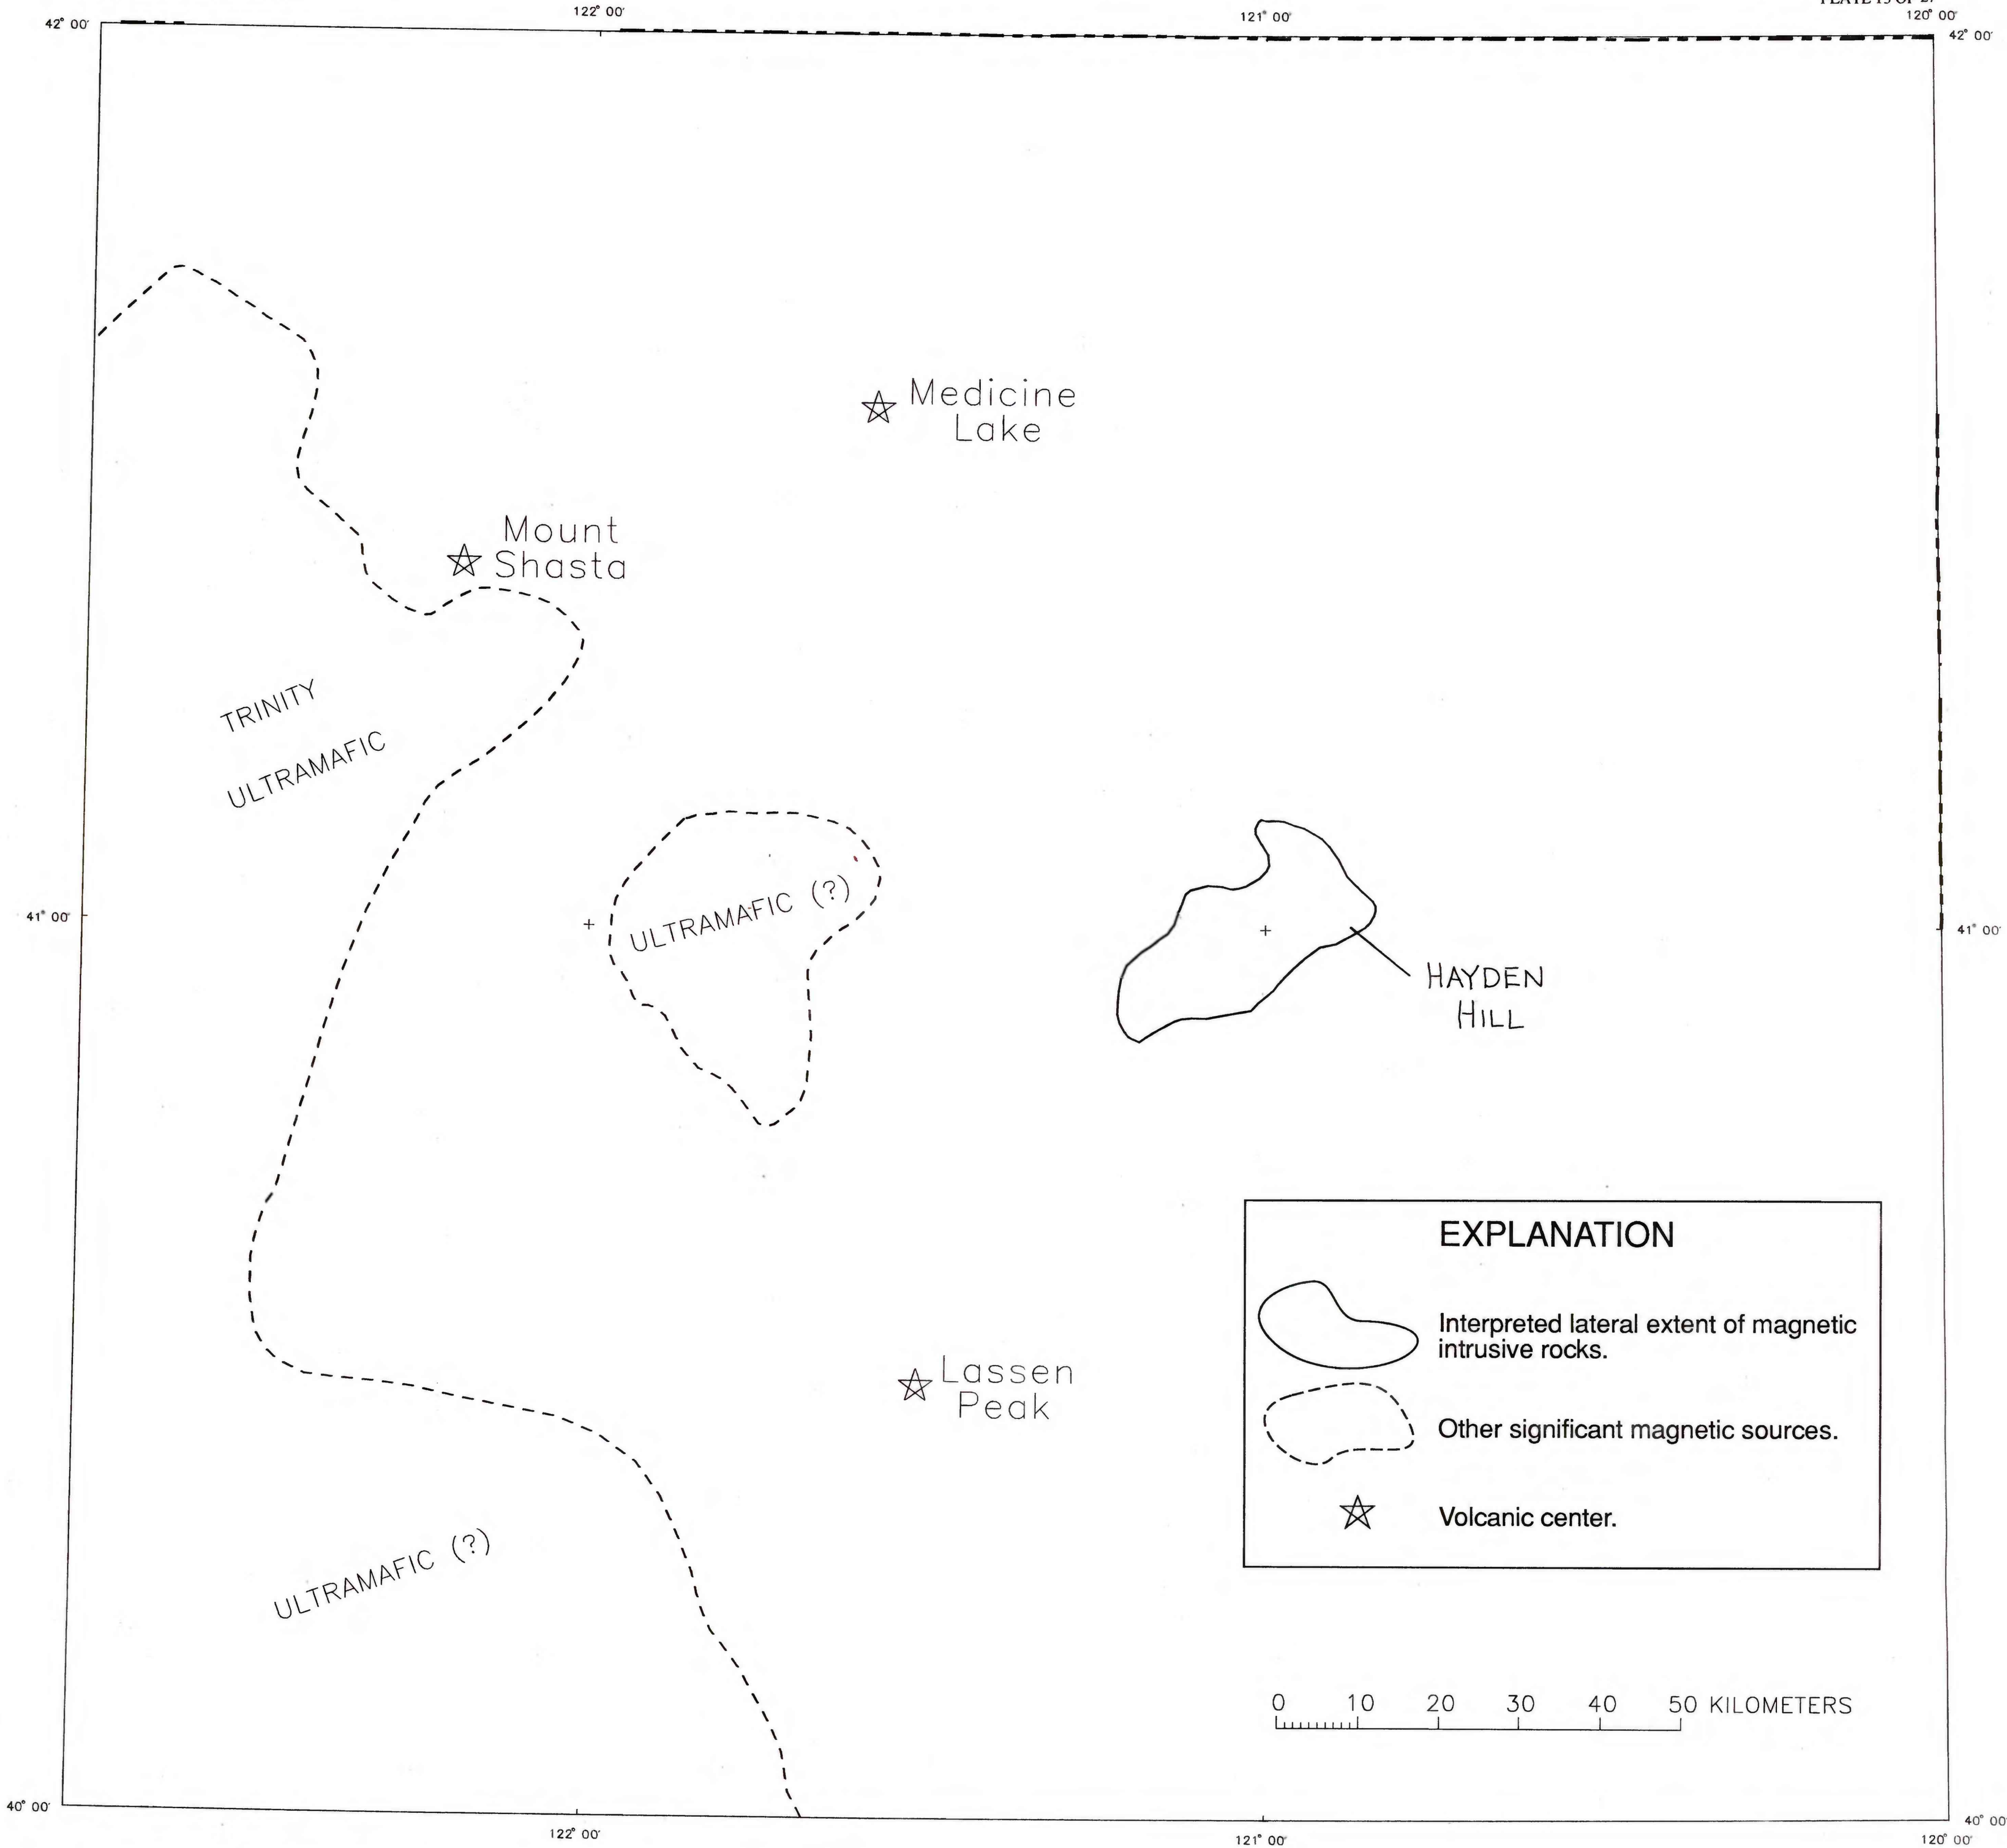 122° 00'
121° 00'
120° 00'
42° 00'
42° 00'
Medicine
Lake
Mount
Shasta
TRINITY
ULTRAMAFIC
ULTRAMAFIC (?)
41° 00'
41° 00'
HAYDEN
HILL
EXPLANATION
Interpreted lateral extent of magnetic
intrusive rocks.
Other significant magnetic sources.
Volcanic center.
Lassen
Peak
ULTRAMAFIC (?)
0 10 20 30 40 50 KILOMETERS
40° 00'
40° 00'
122° 00'
121° 00'
120° 00'